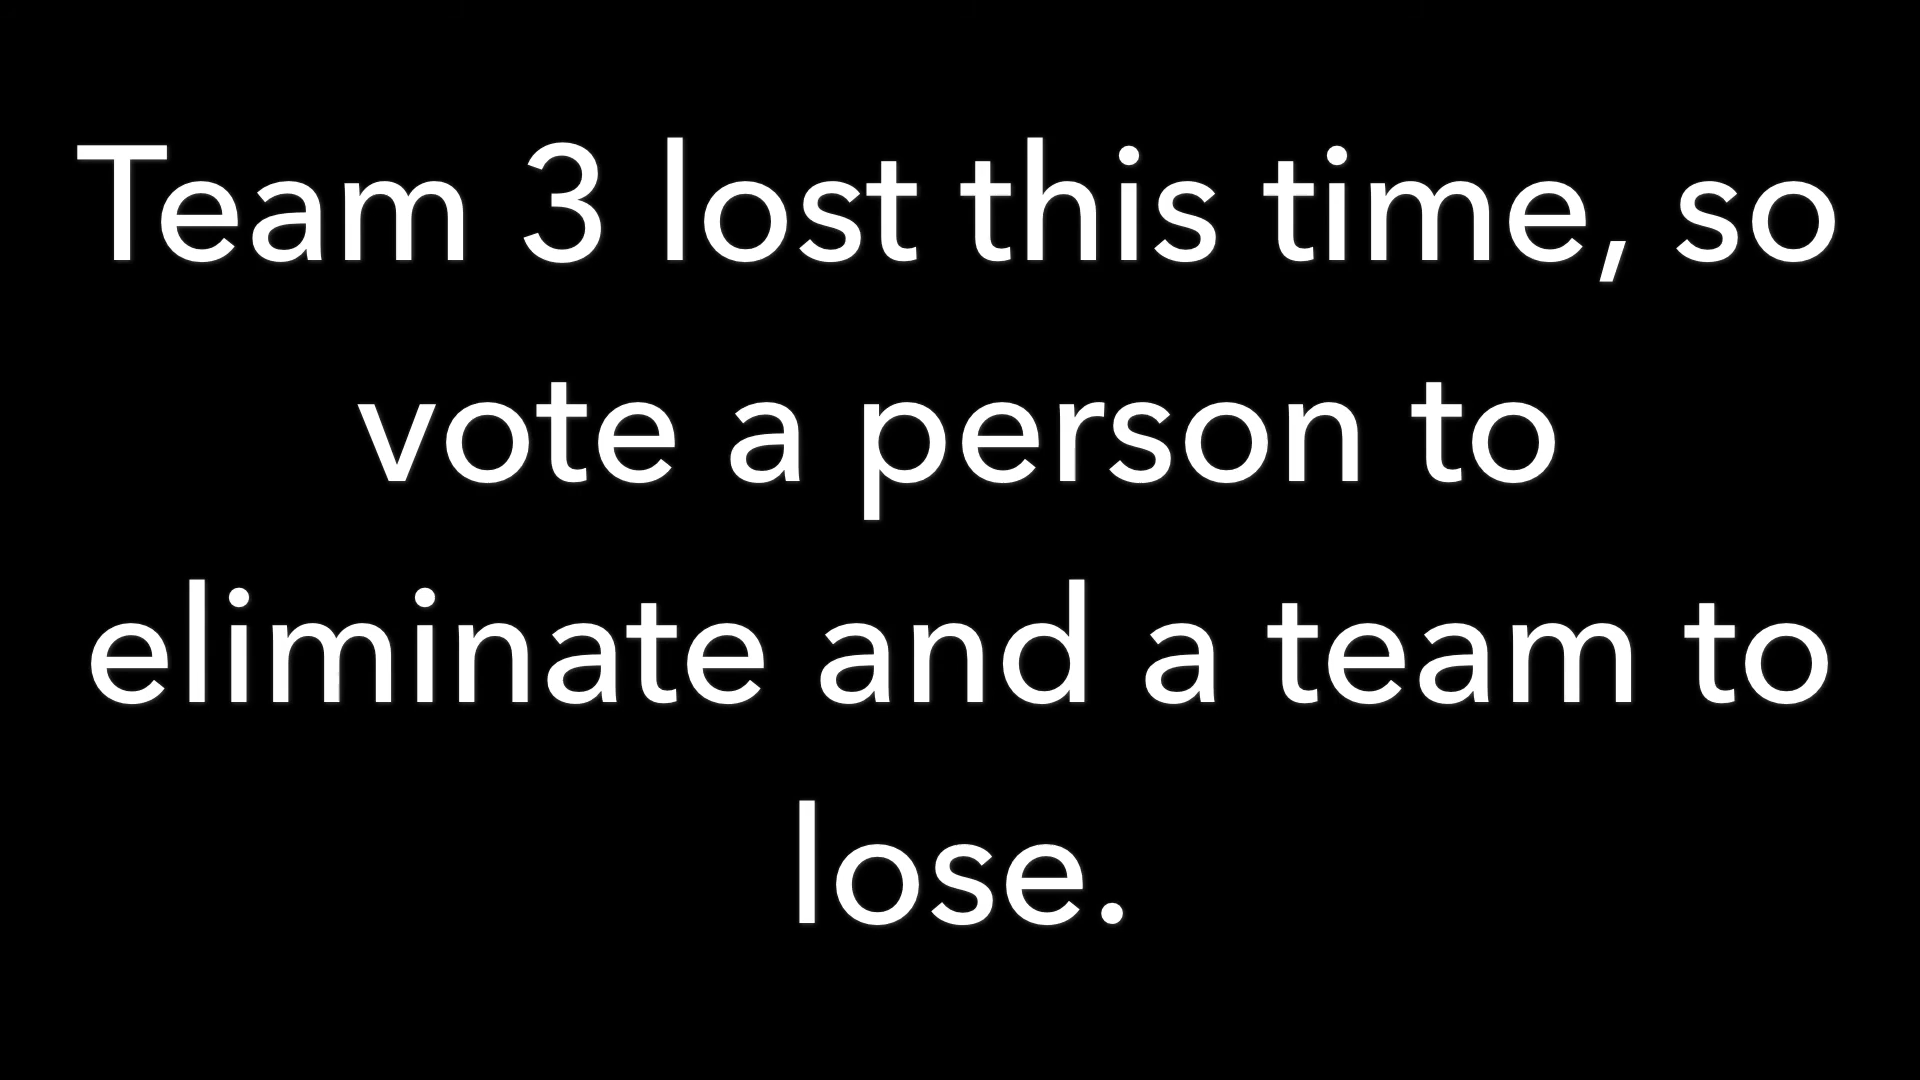 Team 3 lost this time, so
vote a person to
eliminate and a team to
lose.